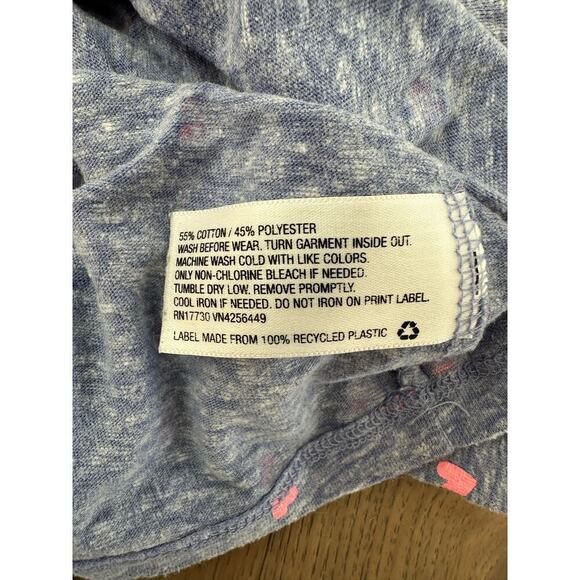 55% COTTON / 45% POLYESTER
WASH BEFORE WEAR. TURN GARMENT INSIDE OUT.
MACHINE WASH COLD WITH LIKE COLORS.
ONLY NON-CHLORINE BLEACH IF NEEDED.
TUMBLE DRY LOW. REMOVE PROMPTLY.
COOL IRON IF NEEDED. DO NOT IRON ON PRINT LABEL.
RN17730 VN4256449
LABEL MADE FROM 100% RECYCLED PLASTIC